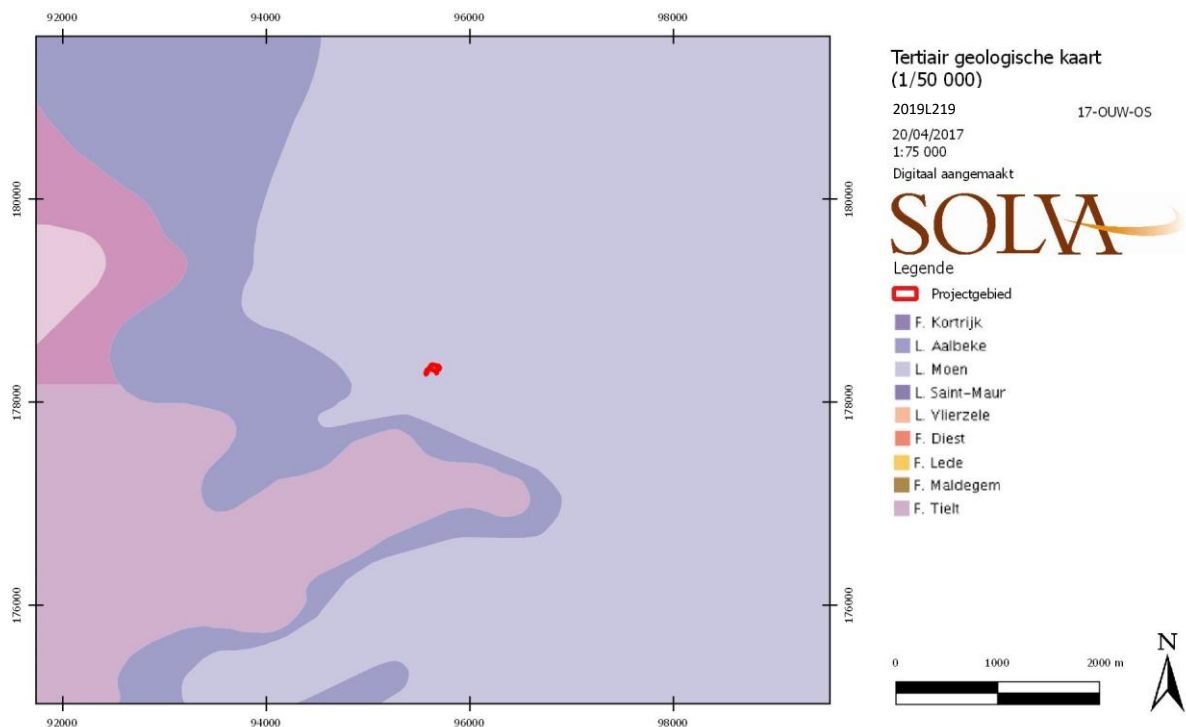 92000 94000 96000 98000
180000 180000
178000 178000
176000 176000
92000 94000 96000 98000
Tertiair geologische kaart
(1/50 000)
2019L219 17-OUW-OS
20/04/2017
1:75 000
Digitaal aangemaakt
SOLVA
Legende
Projectgebied
F. Kortrijk
L. Aalbeke
L. Moen
L. Saint-Maur
L. Vlierzele
F. Diest
F. Lede
F. Maldegem
F. Tielt
N
0 1000 2000 m